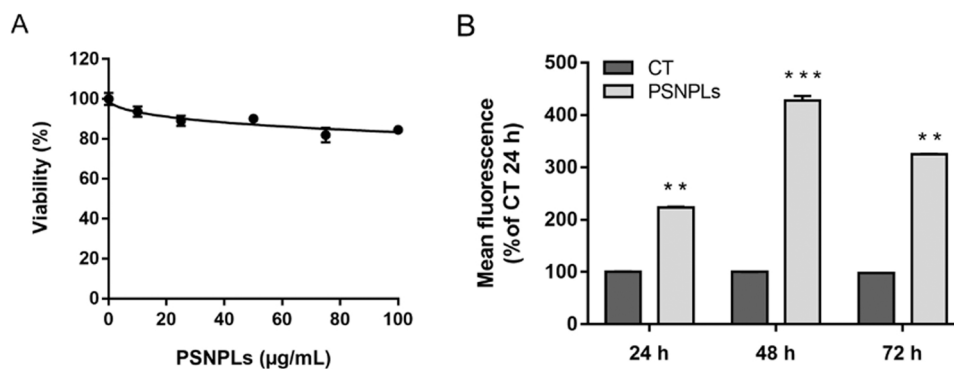 A
Viability (%)
120
100
80
60
40
20
0
0 20 40 60 80 100
PSNPLs (µg/mL)
B
Mean fluorescence
(% of CT 24 h)
500
400
300
200
100
0
CT
PSNPLs
**
***
**
24 h 48 h 72 h